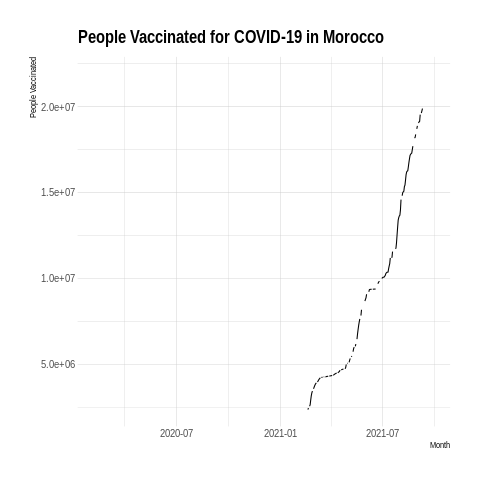 People Vaccinated for COVID-19 in Morocco
People Vaccinated
2.0e+07
1.5e+07
1.0e+07
5.0e+06
2020-07
2021-01
2021-07
Month